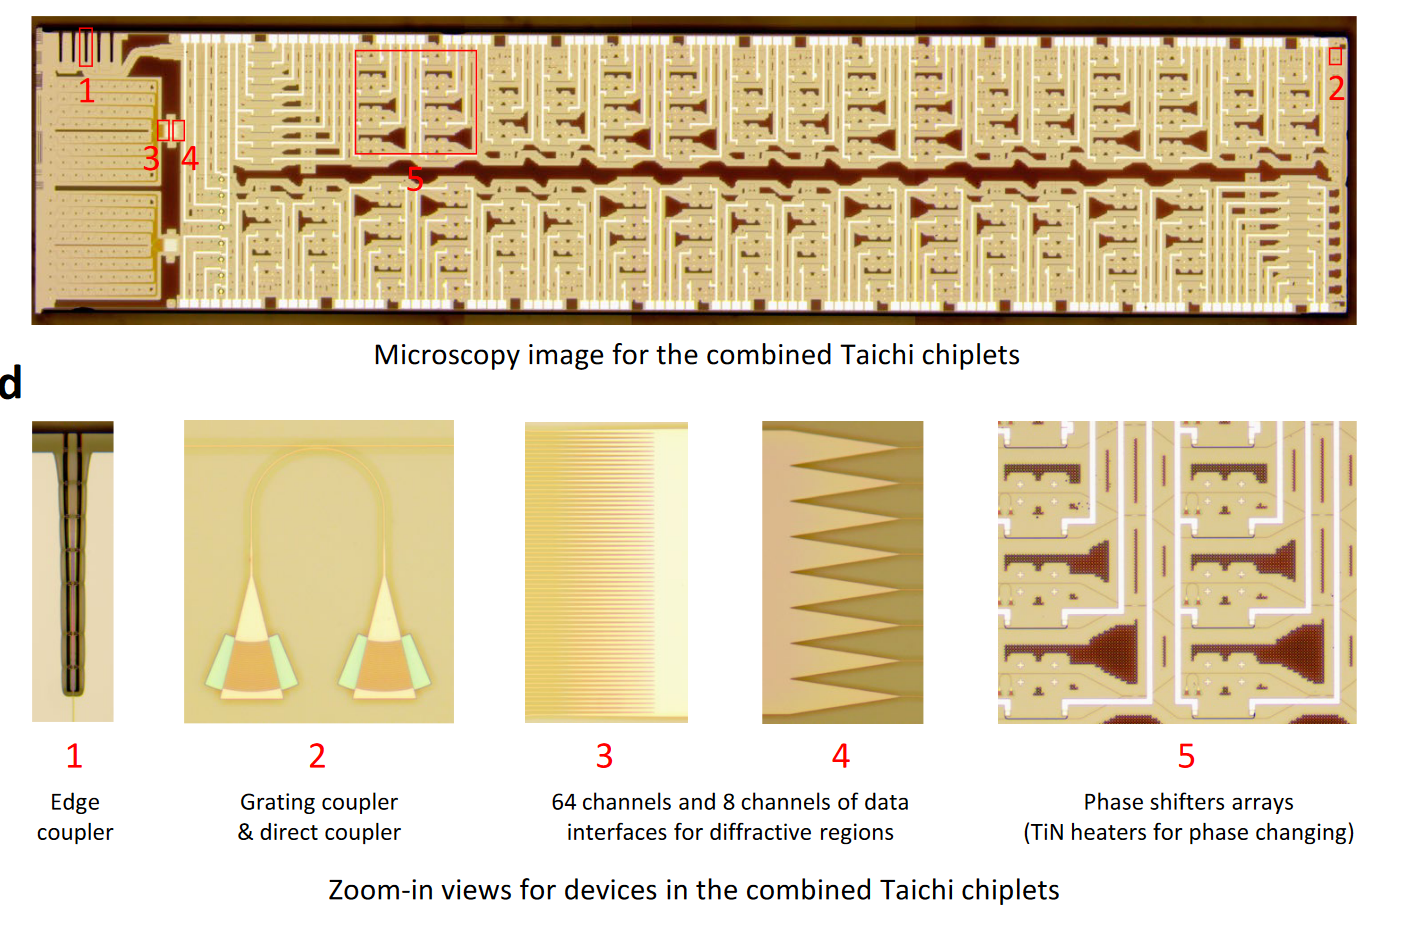 1
2
3 4
5
Microscopy image for the combined Taichi chiplets
d
1
2
3
4
5
Edge
coupler
Grating coupler
& direct coupler
64 channels and 8 channels of data
interfaces for diffractive regions
Phase shifters arrays
(TiN heaters for phase changing)
Zoom-in views for devices in the combined Taichi chiplets